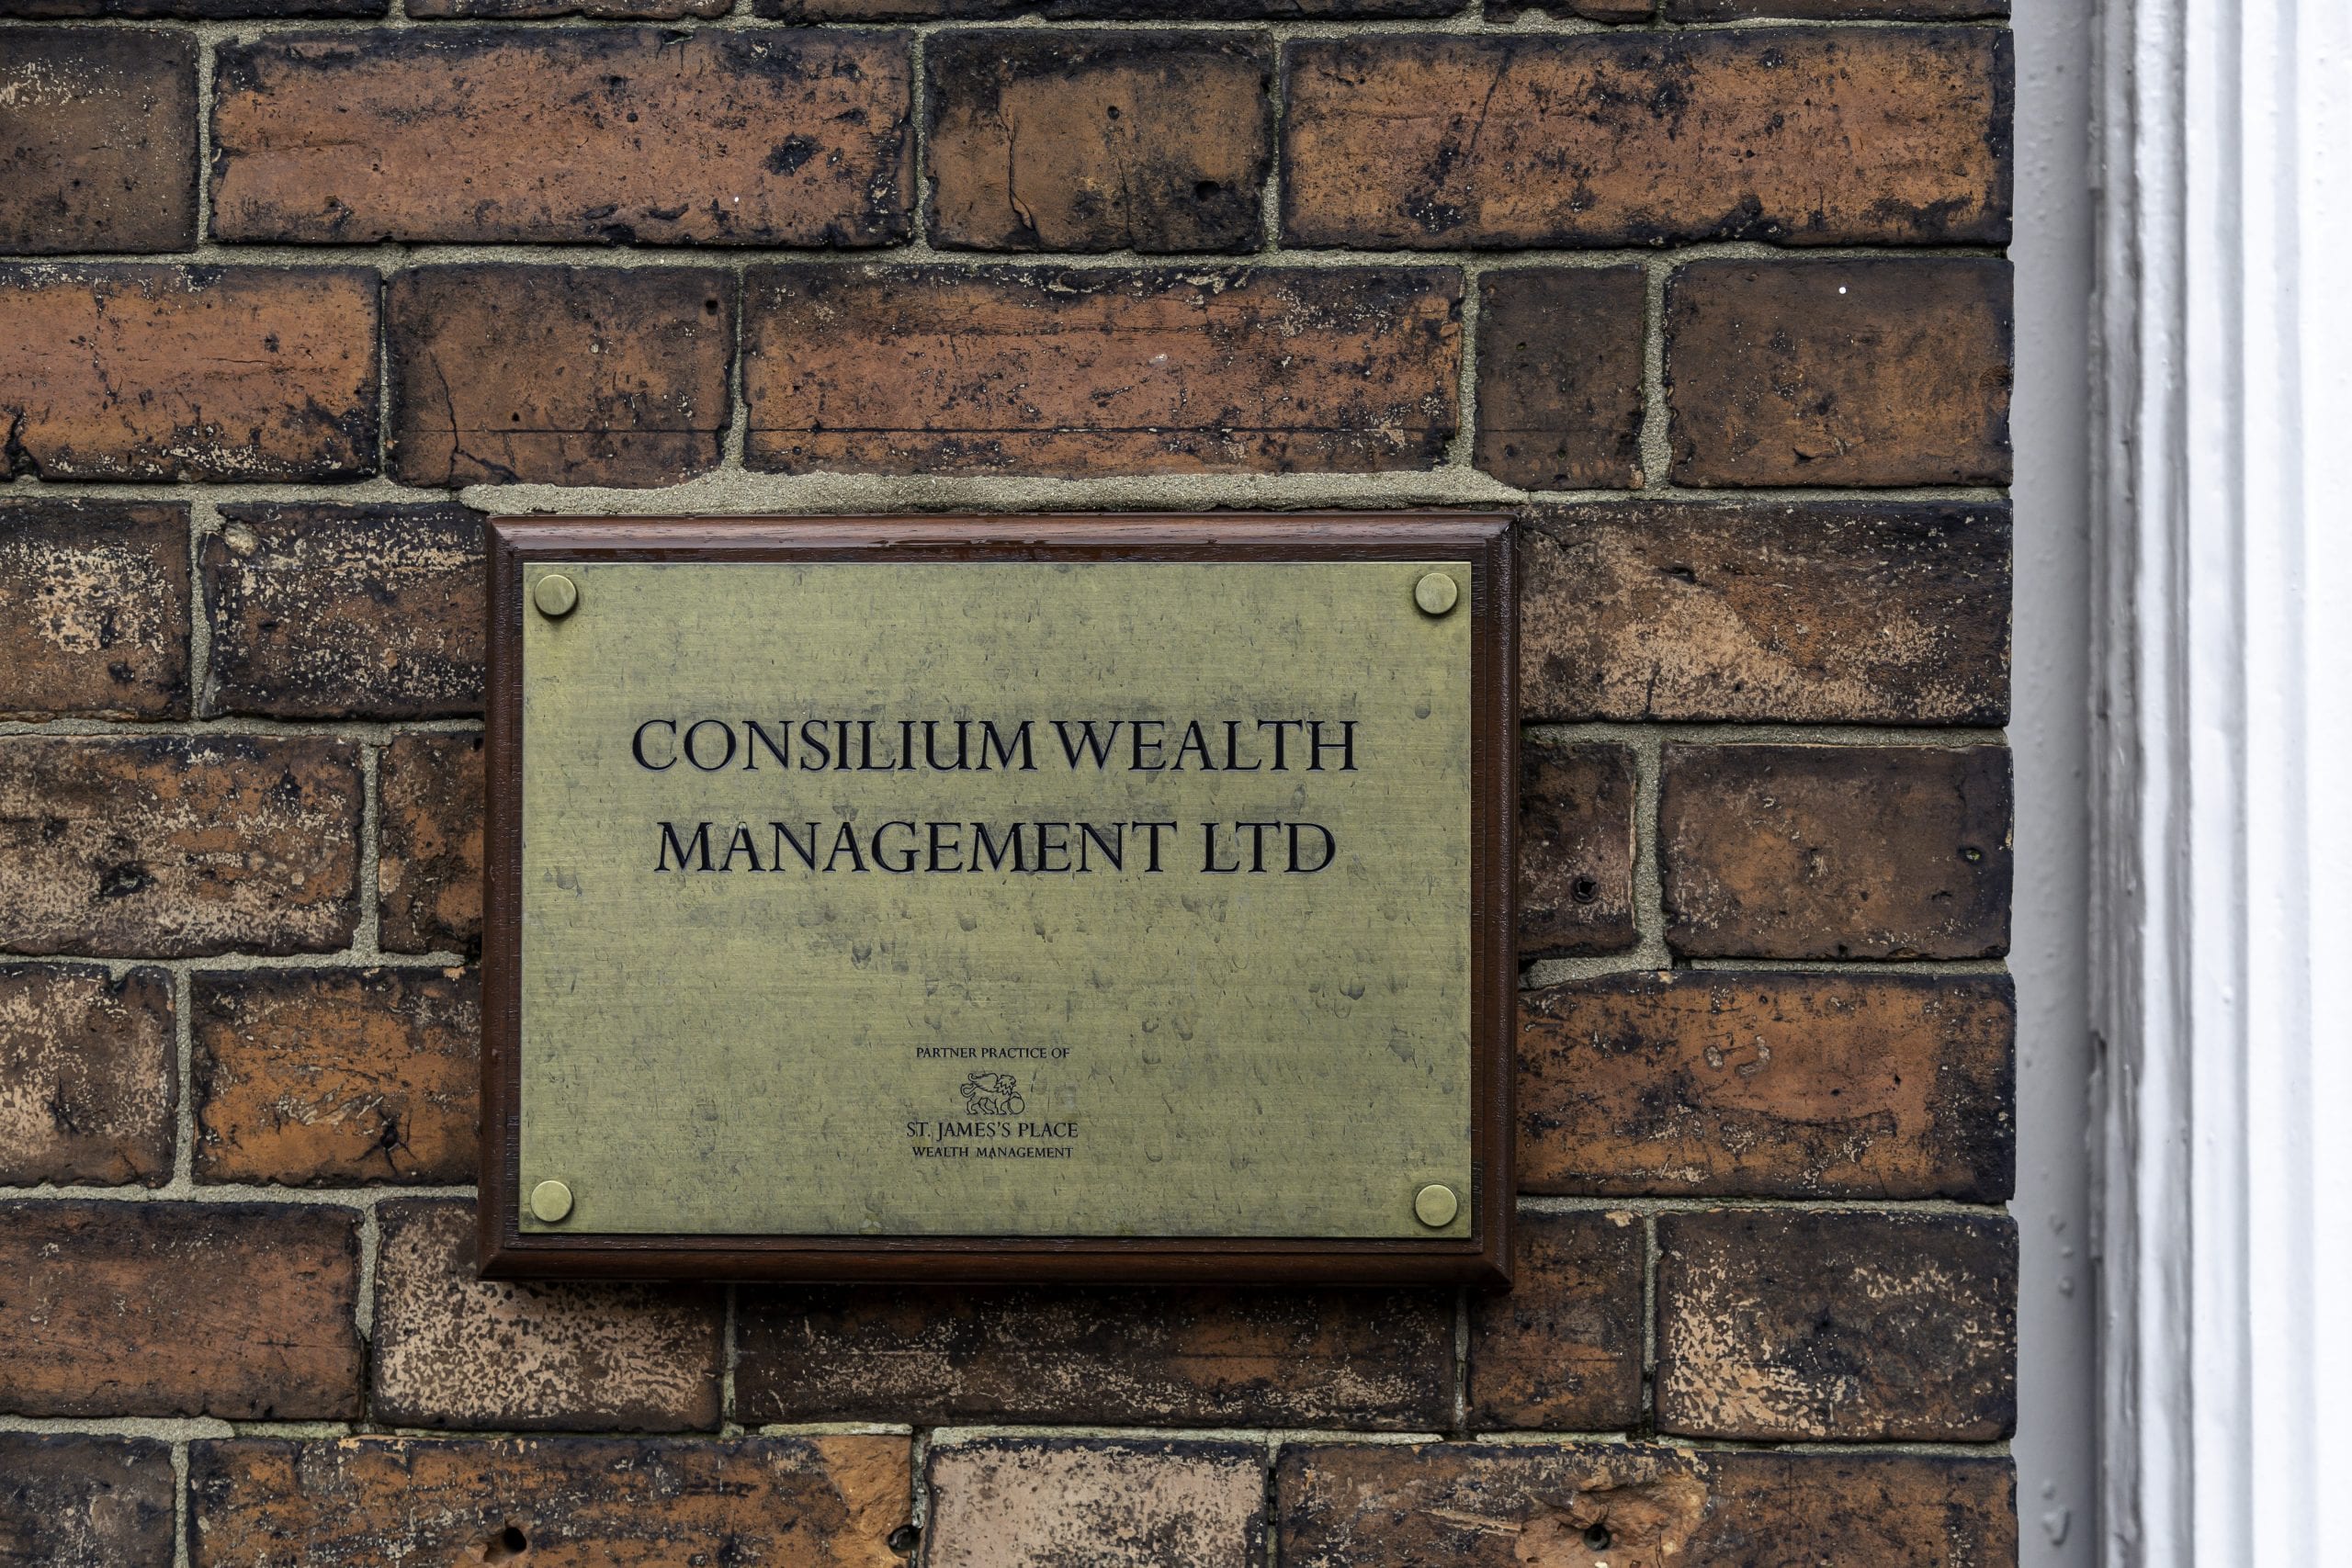 CONSILIUM WEALTH
MANAGEMENT LTD
PARTNER PRACTICE OF
ST. JAMES'S PLACE
WEALTH MANAGEMENT